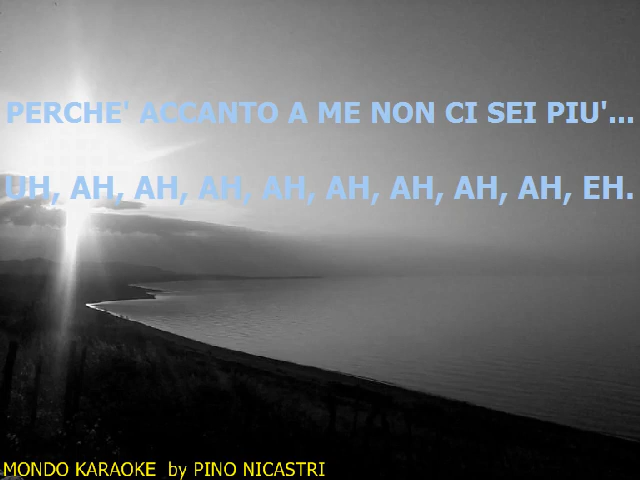 PERCHE' ACCANTO A ME NON CI SEI PIU'...
UH, AH, AH, AH, AH, AH, AH, AH, AH, EH.
MONDO KARAOKE by PINO NICASTRI